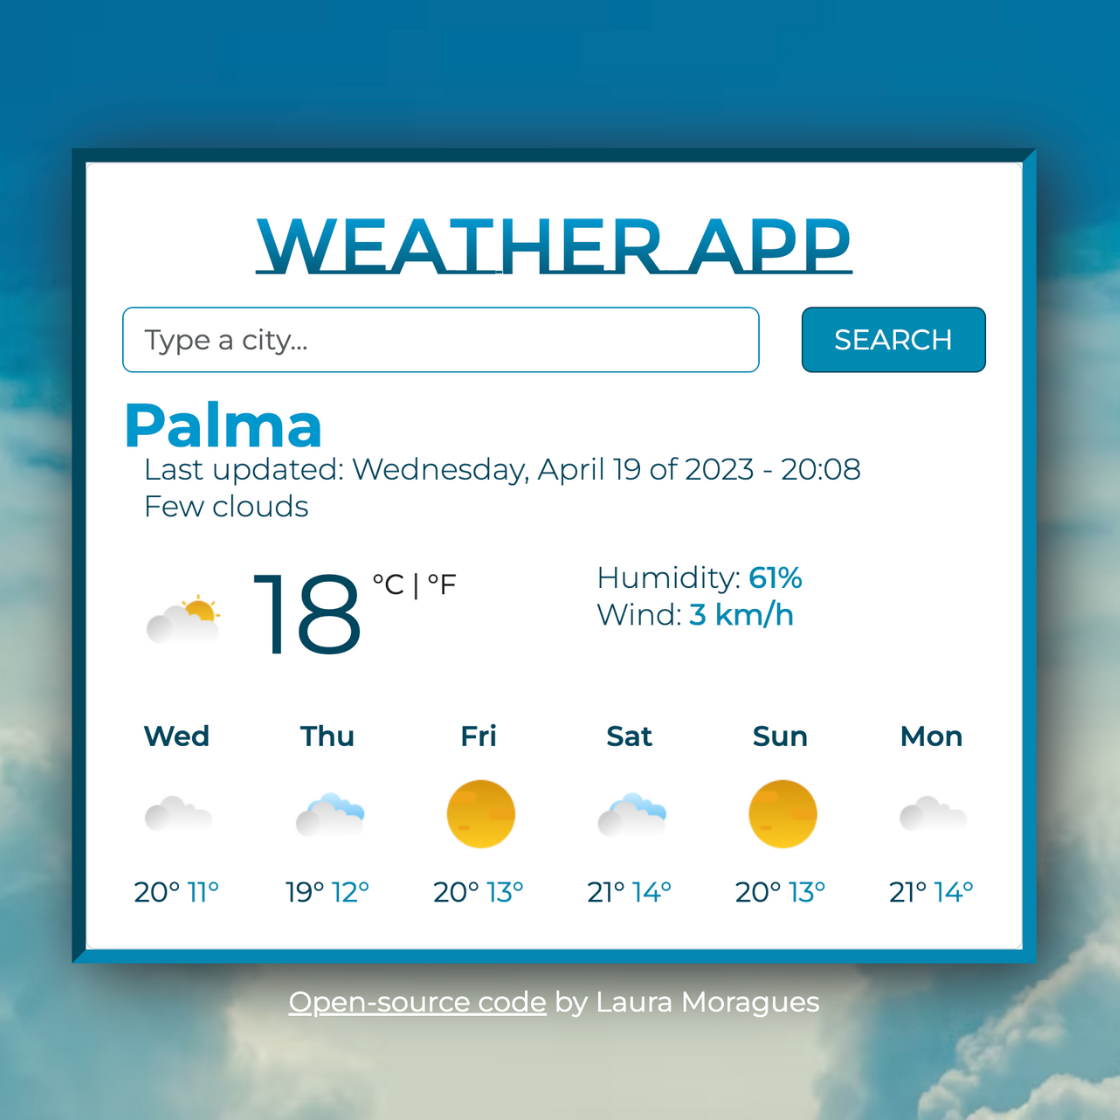 WEATHER APP
Type a city...
SEARCH
Palma
Last updated: Wednesday, April 19 of 2023 - 20:08
Few clouds
18 °C | °F
Humidity: 61%
Wind: 3 km/h
Wed Thu Fri Sat Sun Mon
20° 11° 19° 12° 20° 13° 21° 14° 20° 13° 21° 14°
Open-source code by Laura Moragues